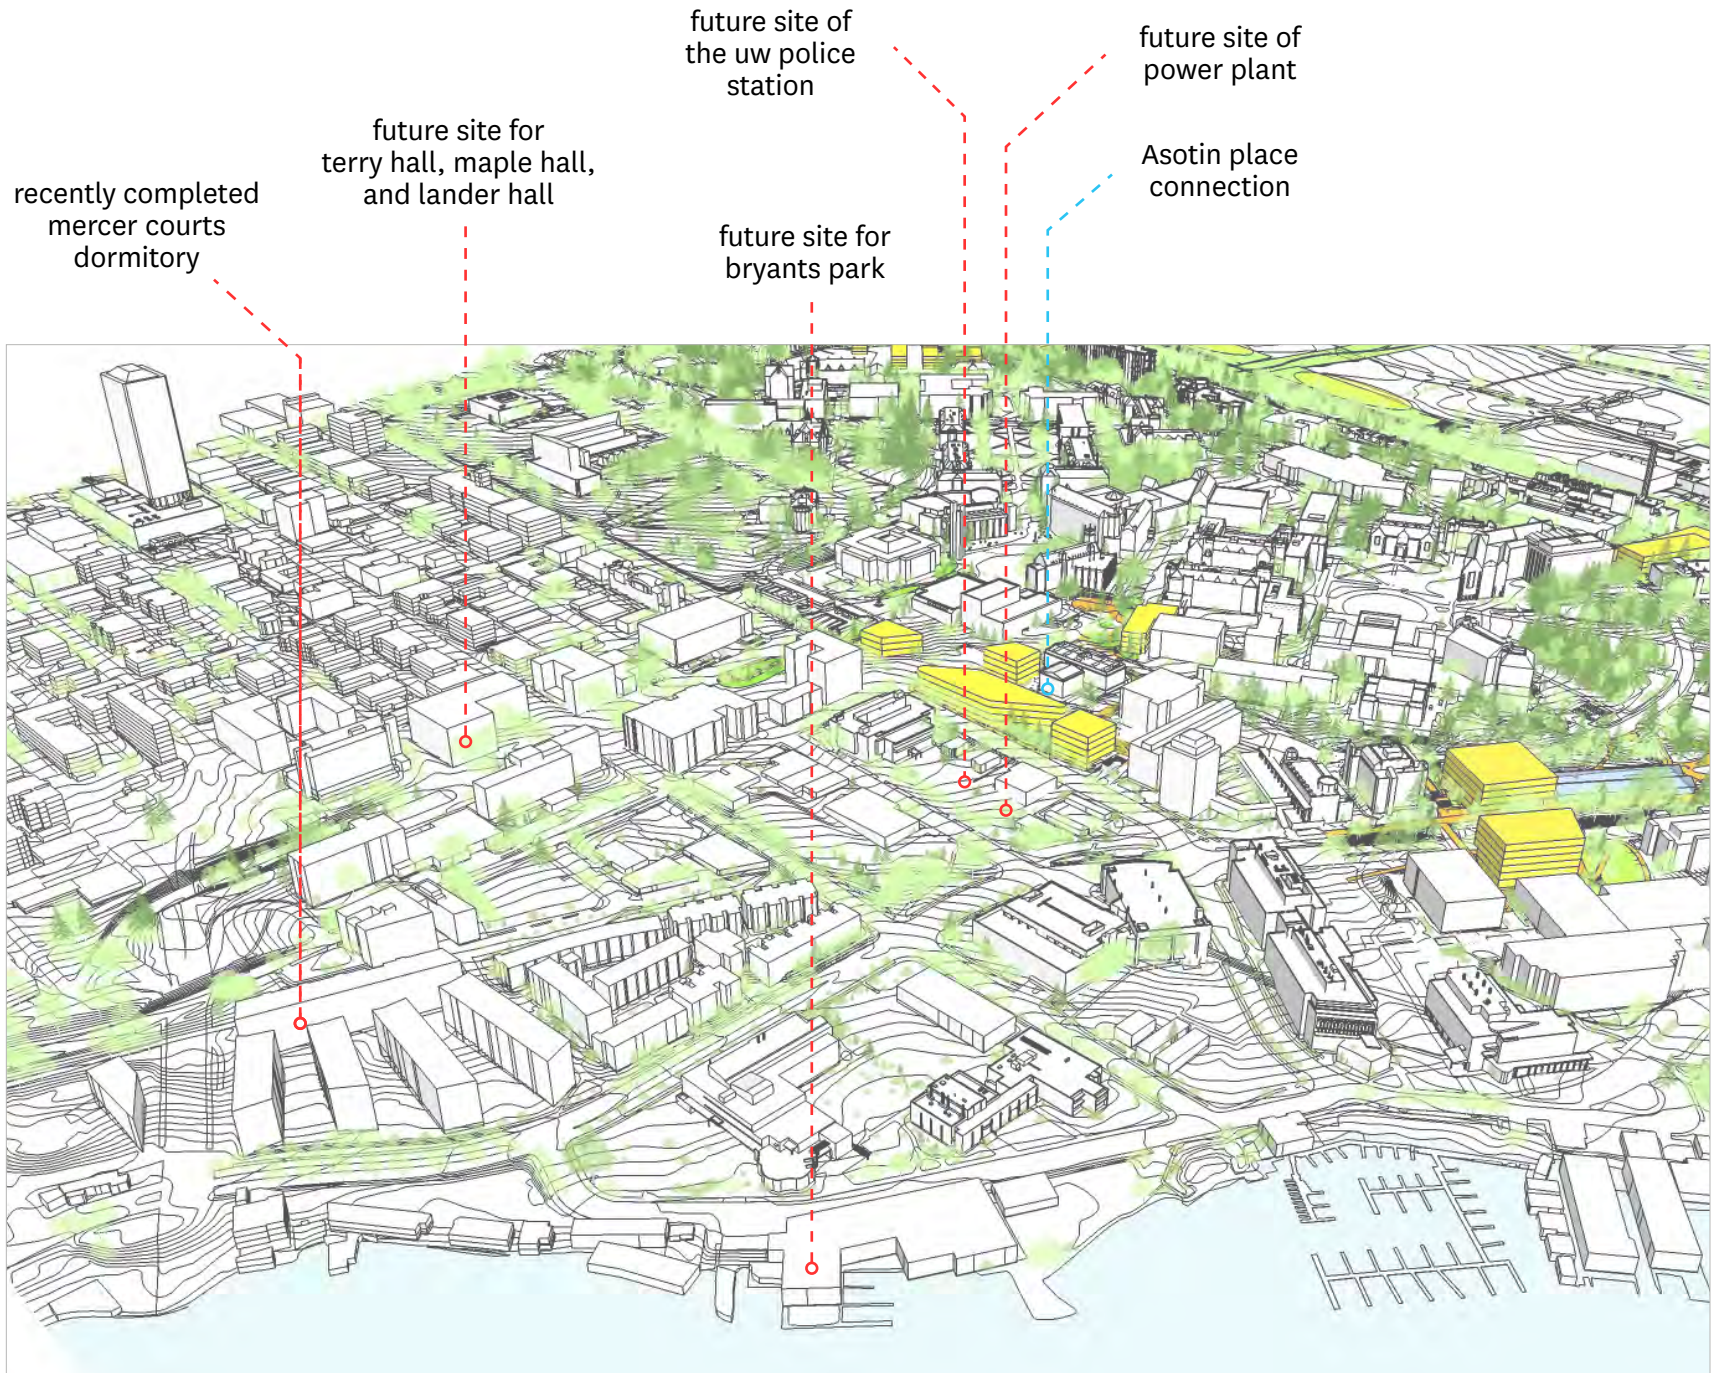 future site of
the uw police
station
future site of
power plant
future site for
terry hall, maple hall,
and lander hall
Asotin place
connection
recently completed
mercer courts
dormitory
future site for
bryants park